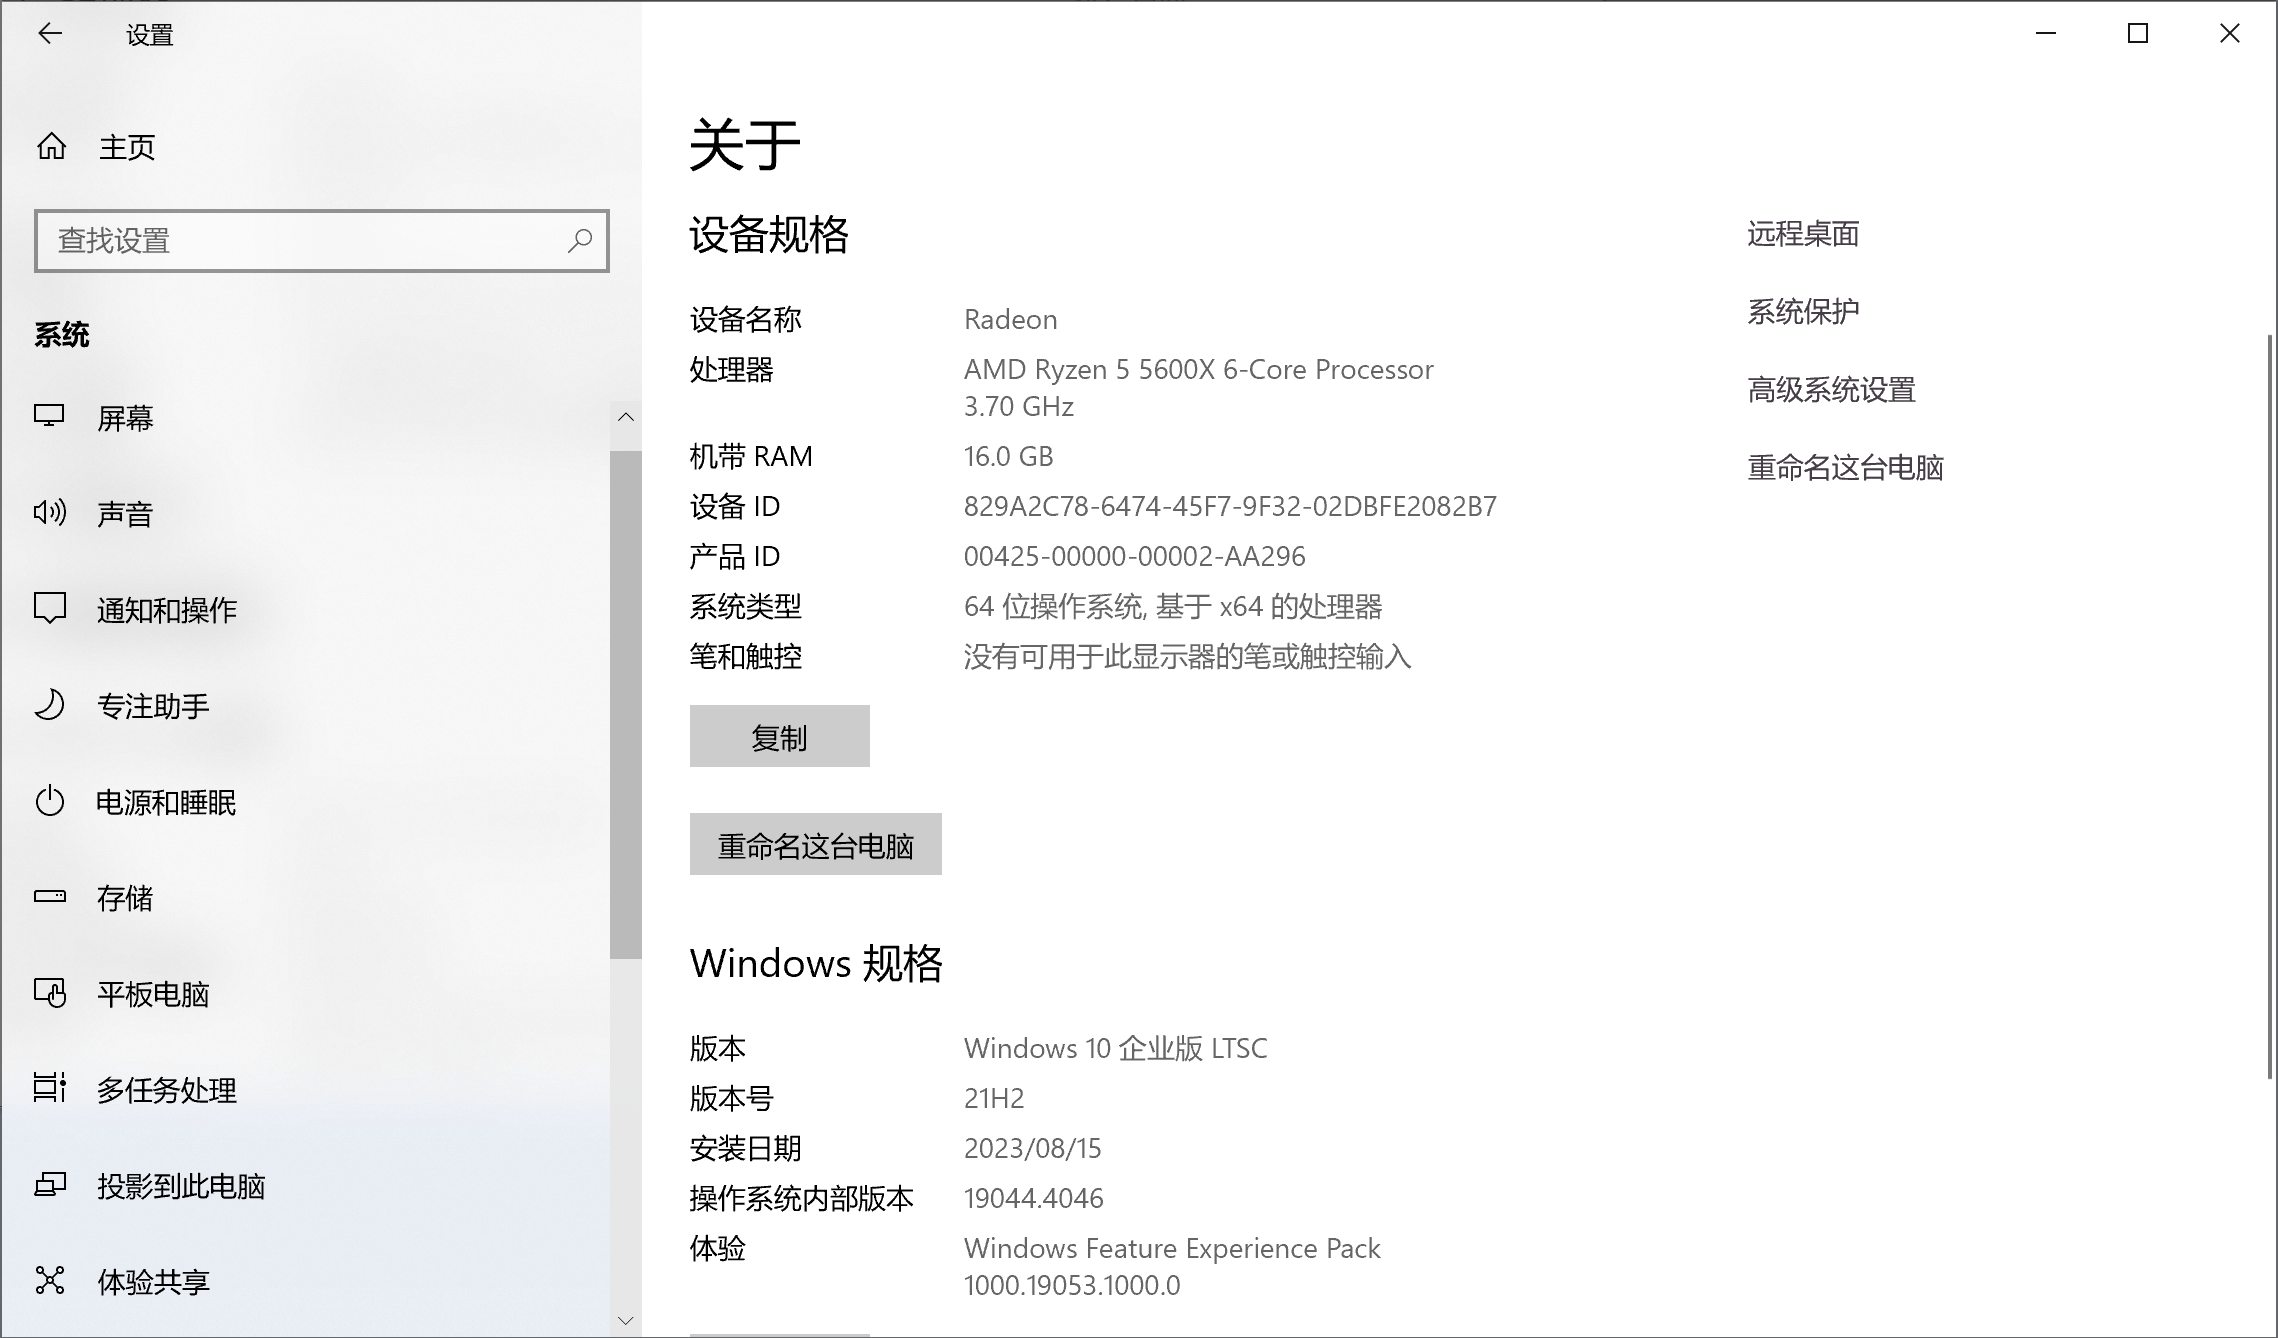 设置
主页
查找设置
系统
屏幕
声音
通知和操作
专注助手
电源和睡眠
存储
平板电脑
多任务处理
投影到此电脑
体验共享
关于
设备规格
设备名称 Radeon
处理器 AMD Ryzen 5 5600X 6-Core Processor
3.70 GHz
机带 RAM 16.0 GB
设备 ID 829A2C78-6474-45F7-9F32-02DBFE2082B7
产品 ID 00425-00000-00002-AA296
系统类型 64 位操作系统, 基于 x64 的处理器
笔和触控 没有可用于此显示器的笔或触控输入
复制
重命名这台电脑
Windows 规格
版本 Windows 10 企业版 LTSC
版本号 21H2
安装日期 2023/08/15
操作系统内部版本 19044.4046
体验 Windows Feature Experience Pack
1000.19053.1000.0
远程桌面
系统保护
高级系统设置
重命名这台电脑